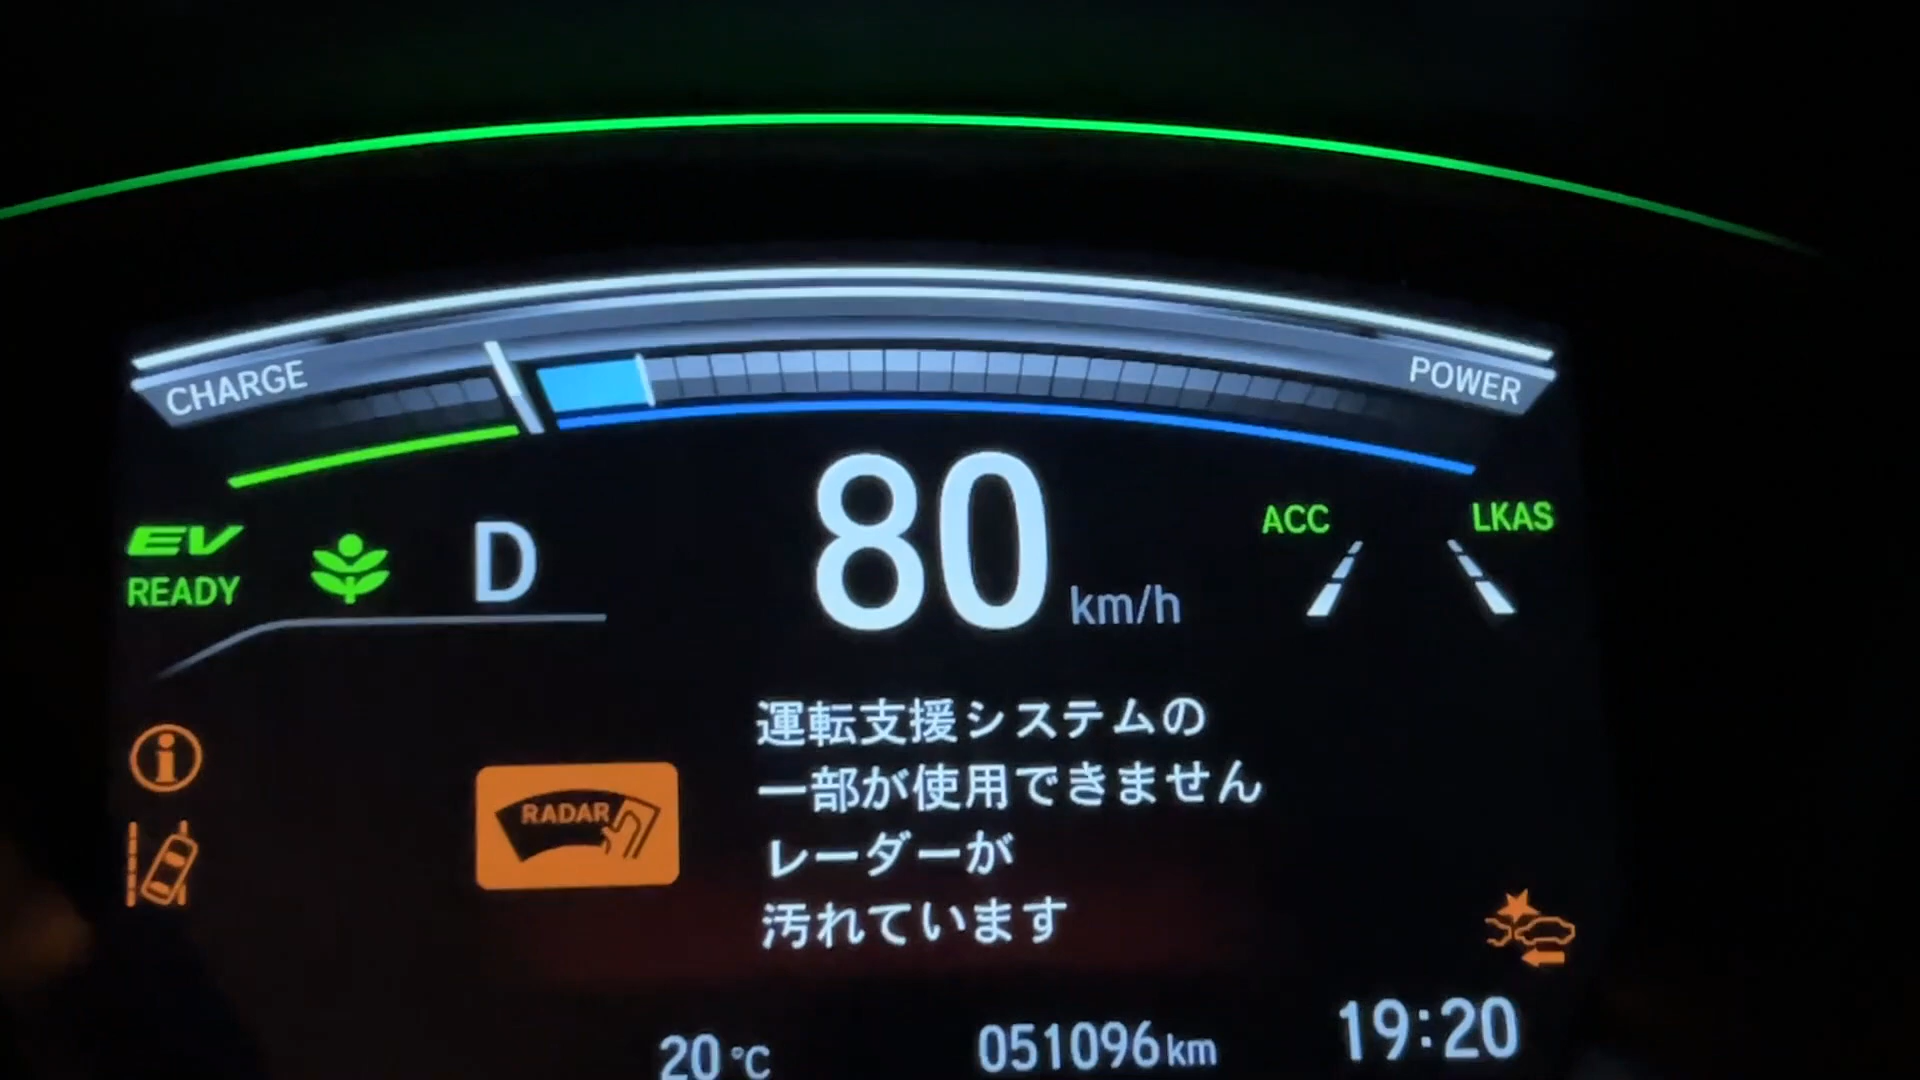 CHARGE
POWER
EV
READY
D
80 km/h
ACC
LKAS
運転支援システムの
一部が使用できません
レーダーが
汚れています
RADAR
20 °C
051096 km
19:20